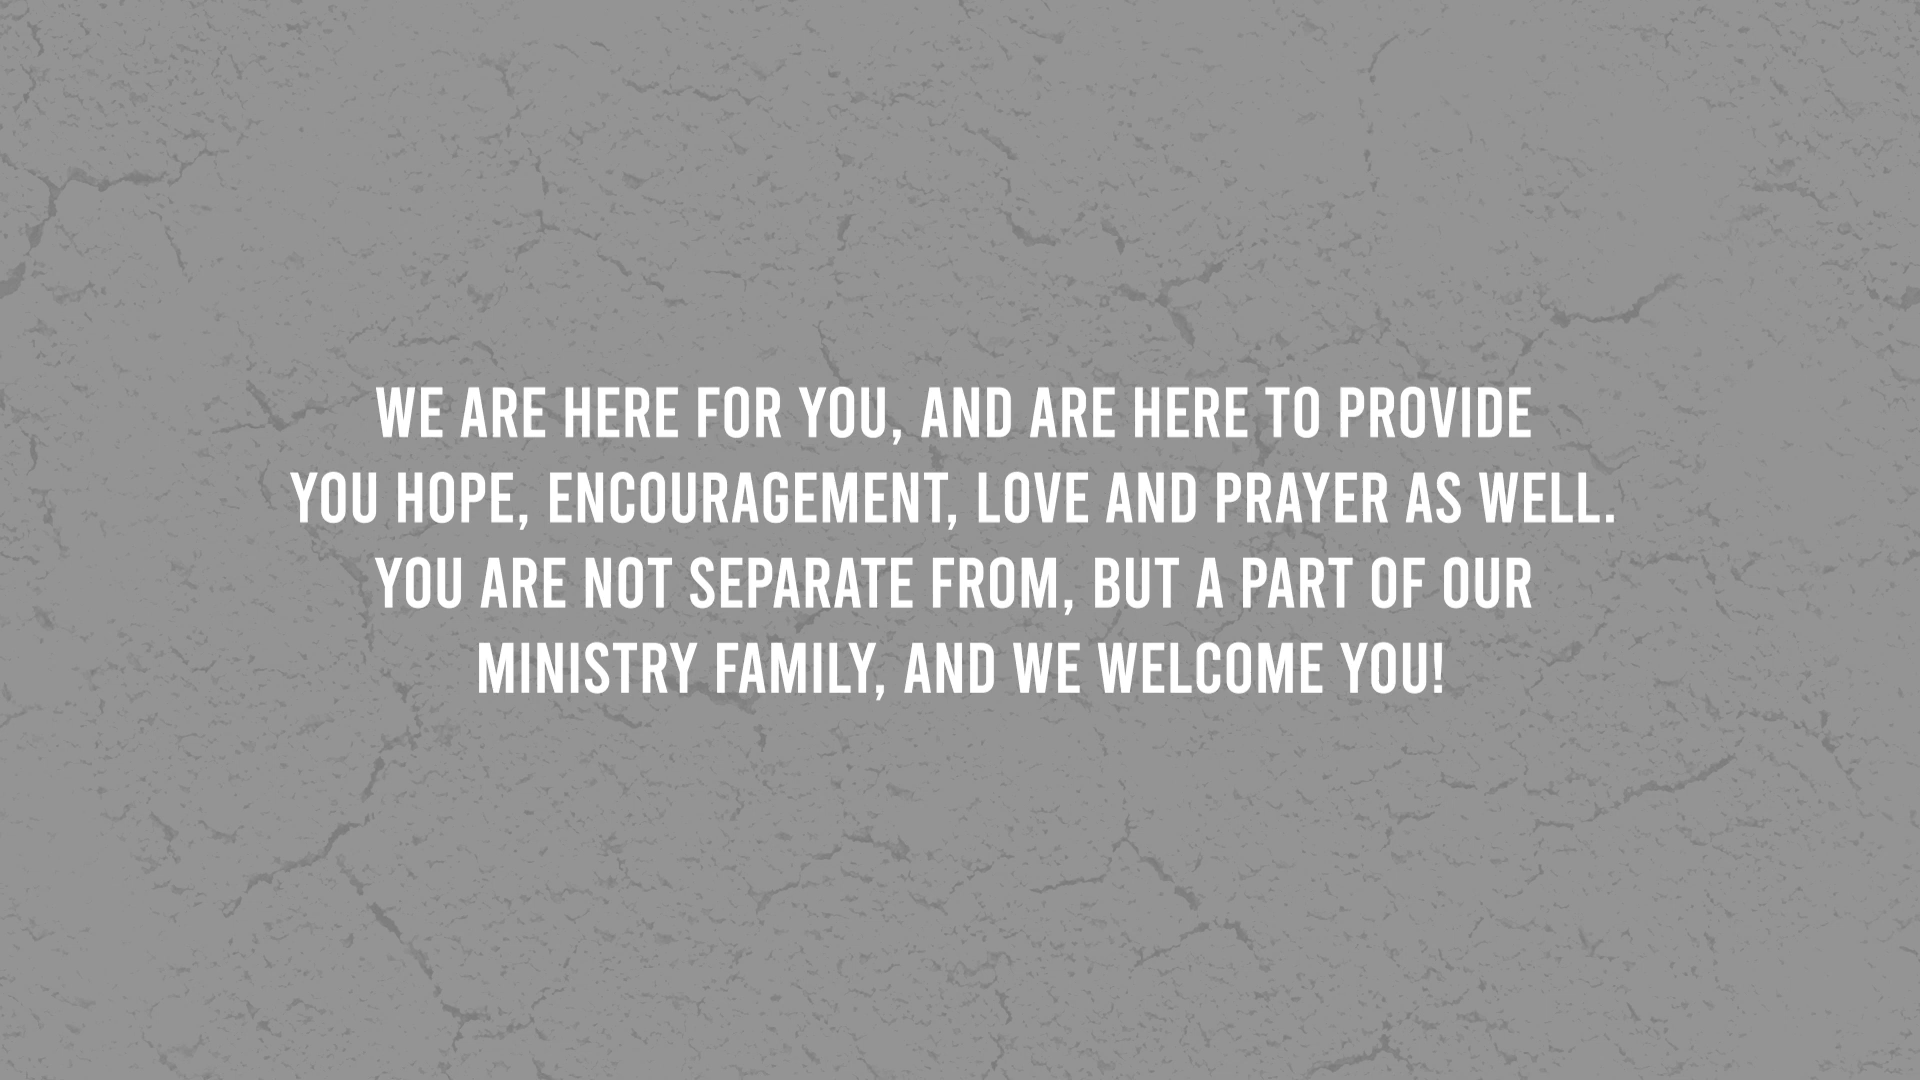 WE ARE HERE FOR YOU, AND ARE HERE TO PROVIDE
YOU HOPE, ENCOURAGEMENT, LOVE AND PRAYER AS WELL.
YOU ARE NOT SEPARATE FROM, BUT A PART OF OUR
MINISTRY FAMILY, AND WE WELCOME YOU!